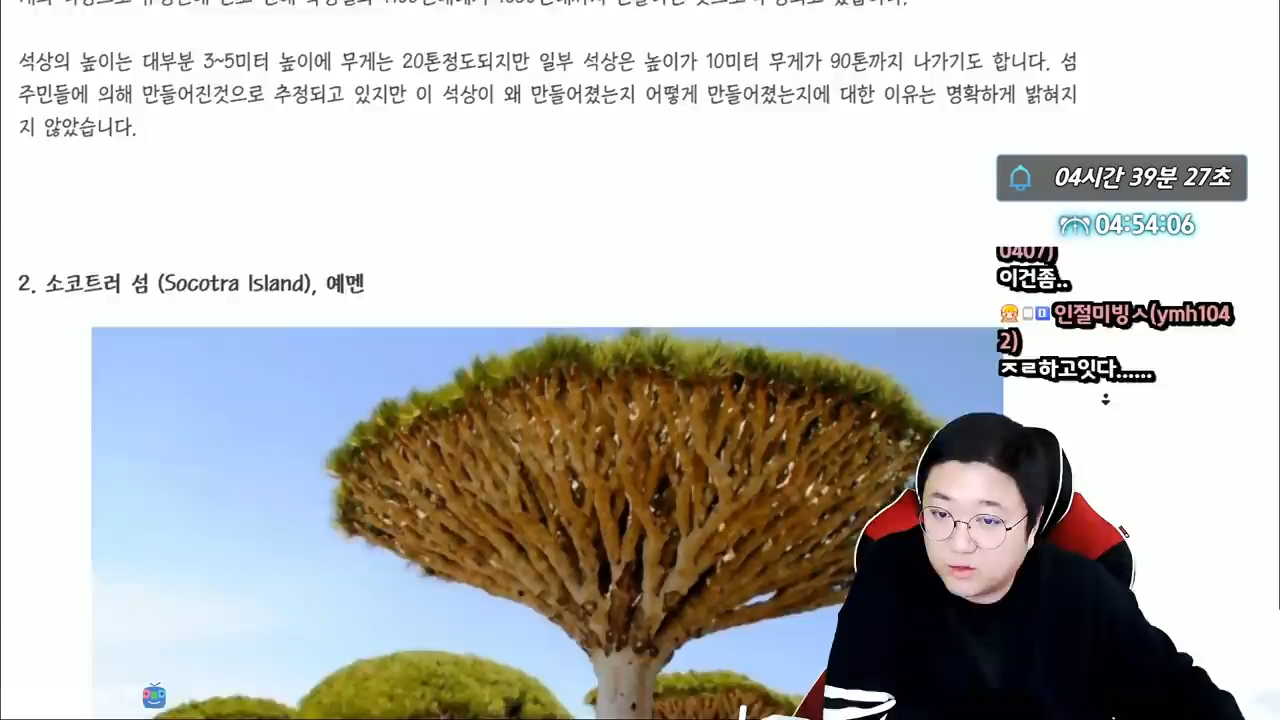 석상의 높이는 대부분 3~5미터 높이에 무게는 20톤정도되지만 일부 석상은 높이가 10미터 무게가 90톤까지 나가기도 합니다. 섬
주민들에 의해 만들어진것으로 추정되고 있지만 이 석상이 왜 만들어졌는지 어떻게 만들어졌는지에 대한 이유는 명확하게 밝혀지
지 않았습니다.
04시간 39분 27초
04:54:06
0407)
이건좀..
인절미빙ㅅ(ymh104
2)
ㅈㄹ하고잇다......
2. 소코트러 섬 (Socotra Island), 예멘